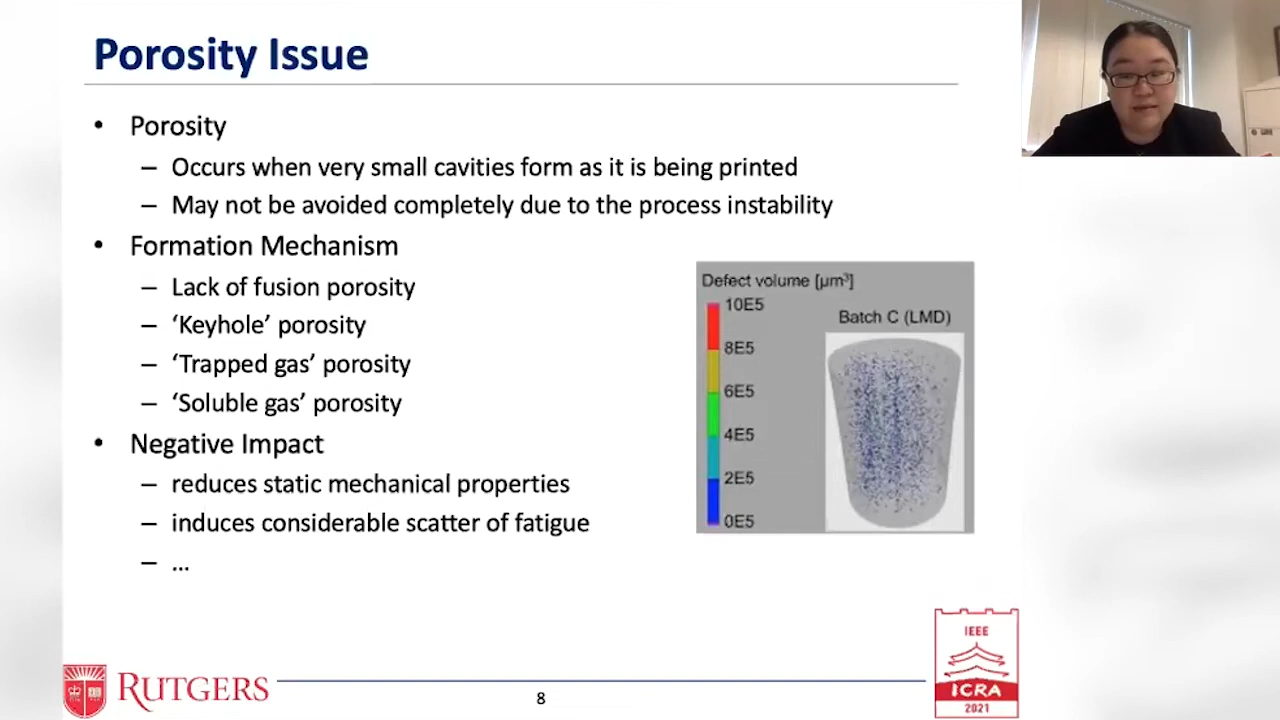 Porosity Issue
• Porosity
– Occurs when very small cavities form as it is being printed
– May not be avoided completely due to the process instability
• Formation Mechanism
– Lack of fusion porosity
– ‘Keyhole’ porosity
– ‘Trapped gas’ porosity
– ‘Soluble gas’ porosity
• Negative Impact
– reduces static mechanical properties
– induces considerable scatter of fatigue
– ...
Defect volume [µm³]
10E5
8E5
6E5
4E5
2E5
0E5
Batch C (LMD)
RUTGERS
8
IEEE
ICRA
2021